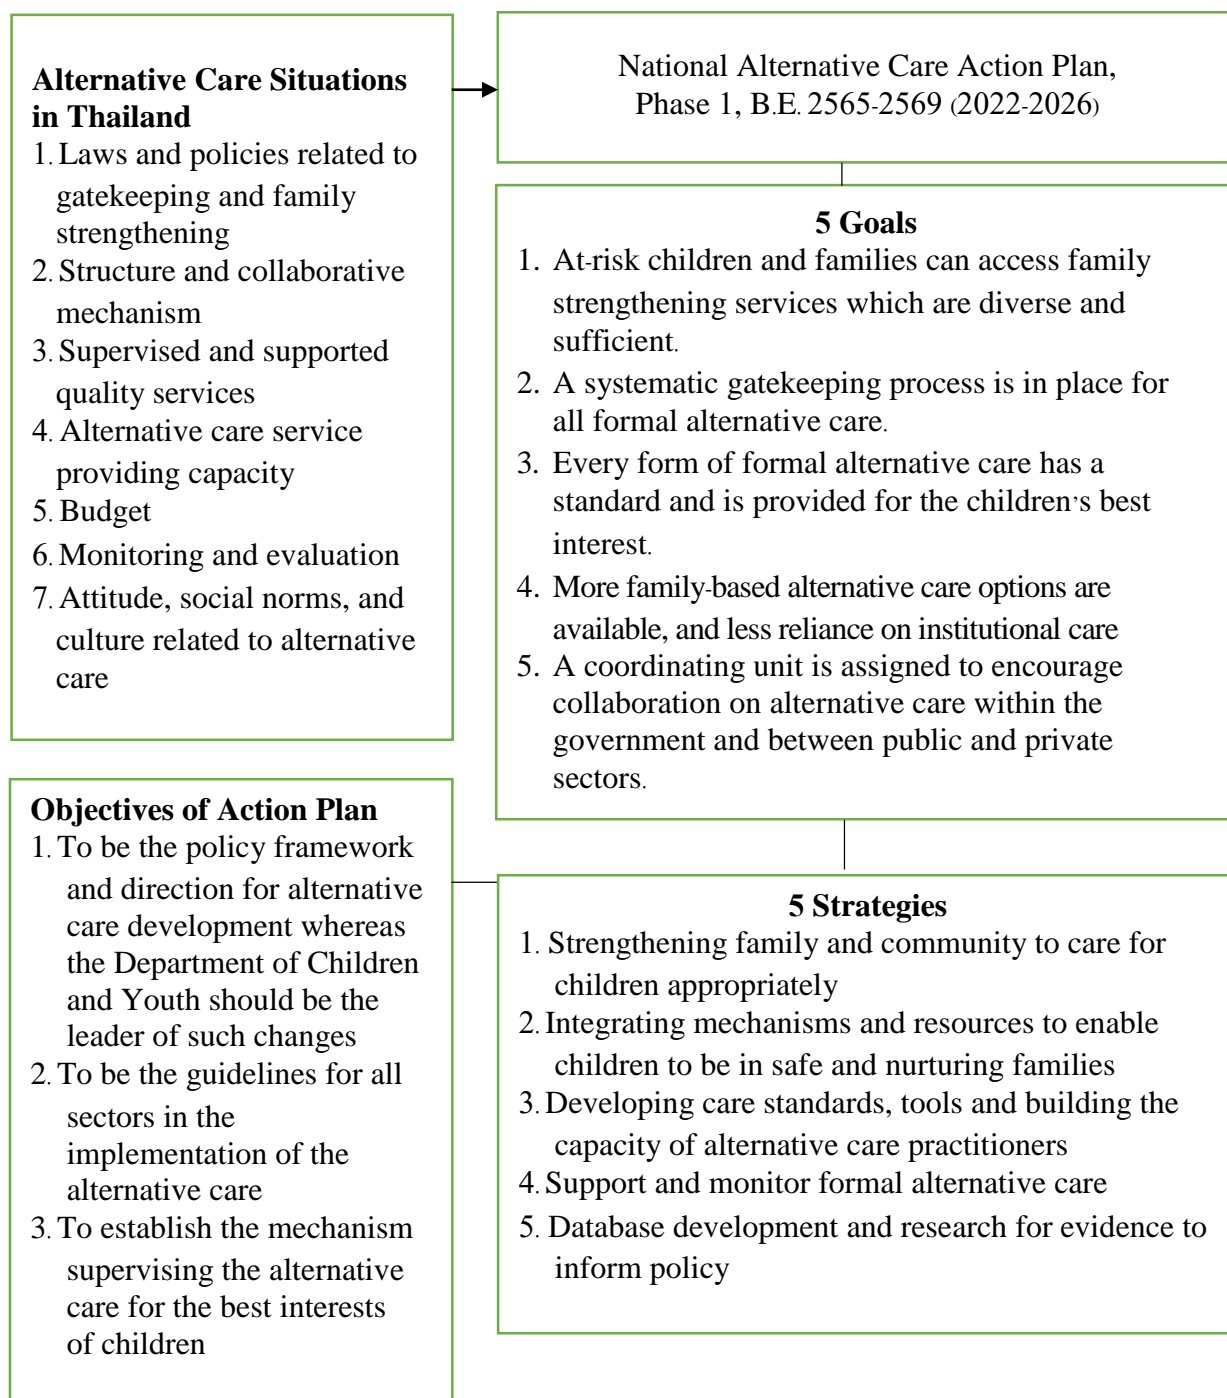 Alternative Care Situations
in Thailand
1. Laws and policies related to
gatekeeping and family
strengthening
2. Structure and collaborative
mechanism
3. Supervised and supported
quality services
4. Alternative care service
providing capacity
5. Budget
6. Monitoring and evaluation
7. Attitude, social norms, and
culture related to alternative
care
National Alternative Care Action Plan,
Phase 1, B.E. 2565-2569 (2022-2026)
5 Goals
1. At-risk children and families can access family
strengthening services which are diverse and
sufficient.
2. A systematic gatekeeping process is in place for
all formal alternative care.
3. Every form of formal alternative care has a
standard and is provided for the children's best
interest.
4. More family-based alternative care options are
available, and less reliance on institutional care
5. A coordinating unit is assigned to encourage
collaboration on alternative care within the
government and between public and private
sectors.
Objectives of Action Plan
1. To be the policy framework
and direction for alternative
care development whereas
the Department of Children
and Youth should be the
leader of such changes
2. To be the guidelines for all
sectors in the
implementation of the
alternative care
3. To establish the mechanism
supervising the alternative
care for the best interests
of children
5 Strategies
1. Strengthening family and community to care for
children appropriately
2. Integrating mechanisms and resources to enable
children to be in safe and nurturing families
3. Developing care standards, tools and building the
capacity of alternative care practitioners
4. Support and monitor formal alternative care
5. Database development and research for evidence to
inform policy